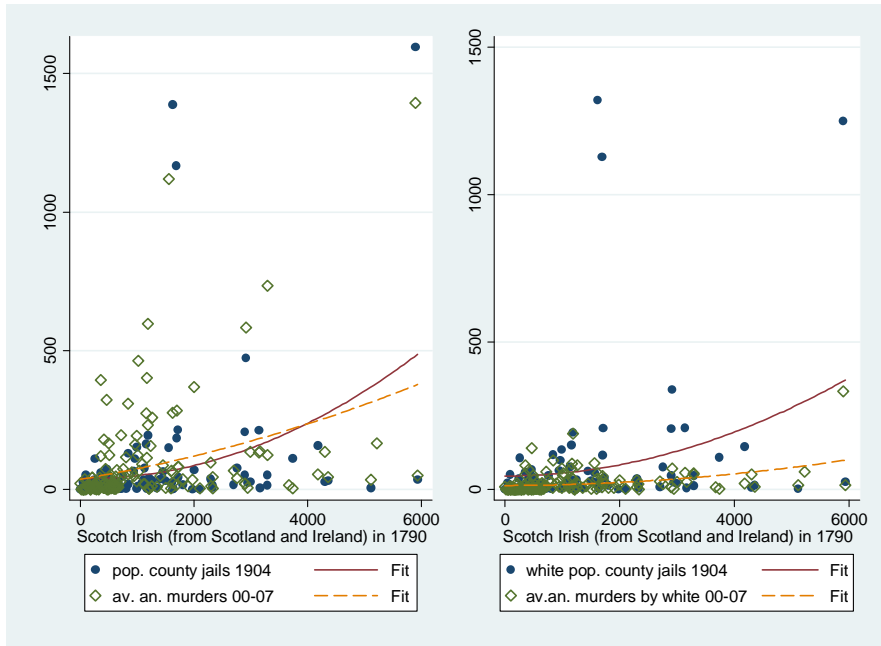 1500
1000
500
0
0 2000 4000 6000
Scotch Irish (from Scotland and Ireland) in 1790
pop. county jails 1904 Fit
av. an. murders 00-07 Fit
1500
1000
500
0
0 2000 4000 6000
Scotch Irish (from Scotland and Ireland) in 1790
white pop. county jails 1904 Fit
av.an. murders by white 00-07 Fit